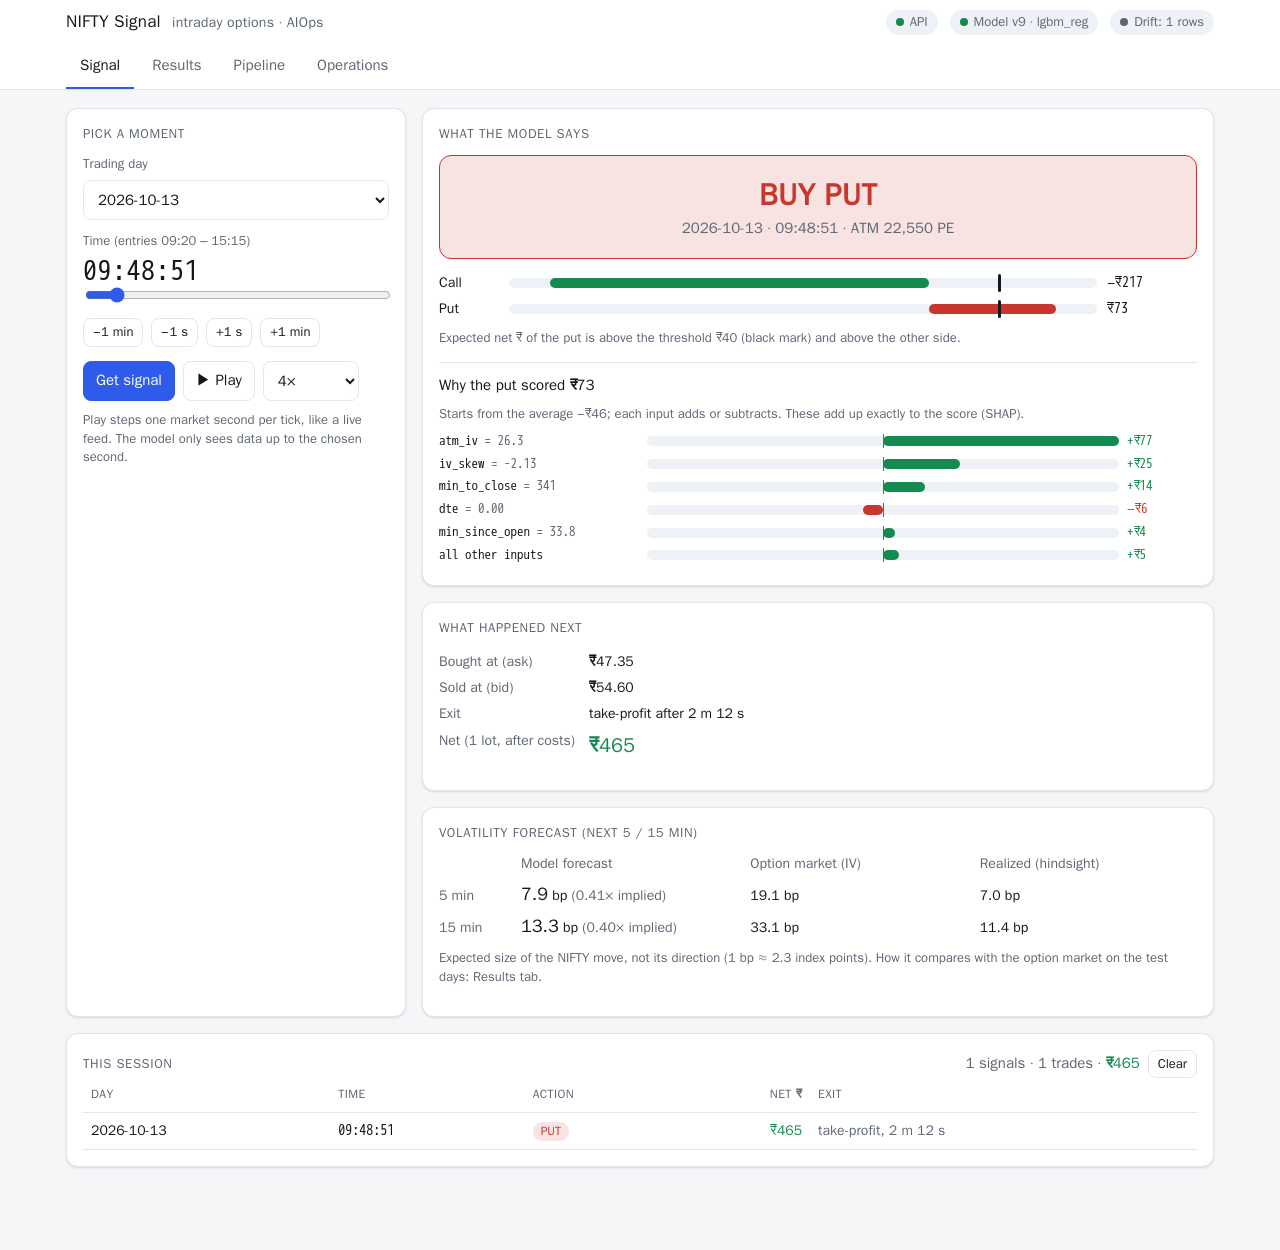 NIFTY Signal intraday options · AIOps
API
Model v9 · lgbm_reg
Drift: 1 rows
Signal Results Pipeline Operations
PICK A MOMENT
Trading day
2026-10-13
Time (entries 09:20 – 15:15)
09:48:51
−1 min −1 s +1 s +1 min
Get signal ▶ Play 4×
Play steps one market second per tick, like a live
feed. The model only sees data up to the chosen
second.
WHAT THE MODEL SAYS
BUY PUT
2026-10-13 · 09:48:51 · ATM 22,550 PE
Call −₹217
Put ₹73
Expected net ₹ of the put is above the threshold ₹40 (black mark) and above the other side.
Why the put scored ₹73
Starts from the average −₹46; each input adds or subtracts. These add up exactly to the score (SHAP).
atm_iv = 26.3 +₹77
iv_skew = -2.13 +₹25
min_to_close = 341 +₹14
dte = 0.00 −₹6
min_since_open = 33.8 +₹4
all other inputs +₹5
WHAT HAPPENED NEXT
Bought at (ask) ₹47.35
Sold at (bid) ₹54.60
Exit take-profit after 2 m 12 s
Net (1 lot, after costs) ₹465
VOLATILITY FORECAST (NEXT 5 / 15 MIN)
Model forecast Option market (IV) Realized (hindsight)
5 min 7.9 bp (0.41× implied) 19.1 bp 7.0 bp
15 min 13.3 bp (0.40× implied) 33.1 bp 11.4 bp
Expected size of the NIFTY move, not its direction (1 bp ≈ 2.3 index points). How it compares with the option market on the test
days: Results tab.
THIS SESSION 1 signals · 1 trades · ₹465 Clear
DAY TIME ACTION NET ₹ EXIT
2026-10-13 09:48:51 PUT ₹465 take-profit, 2 m 12 s